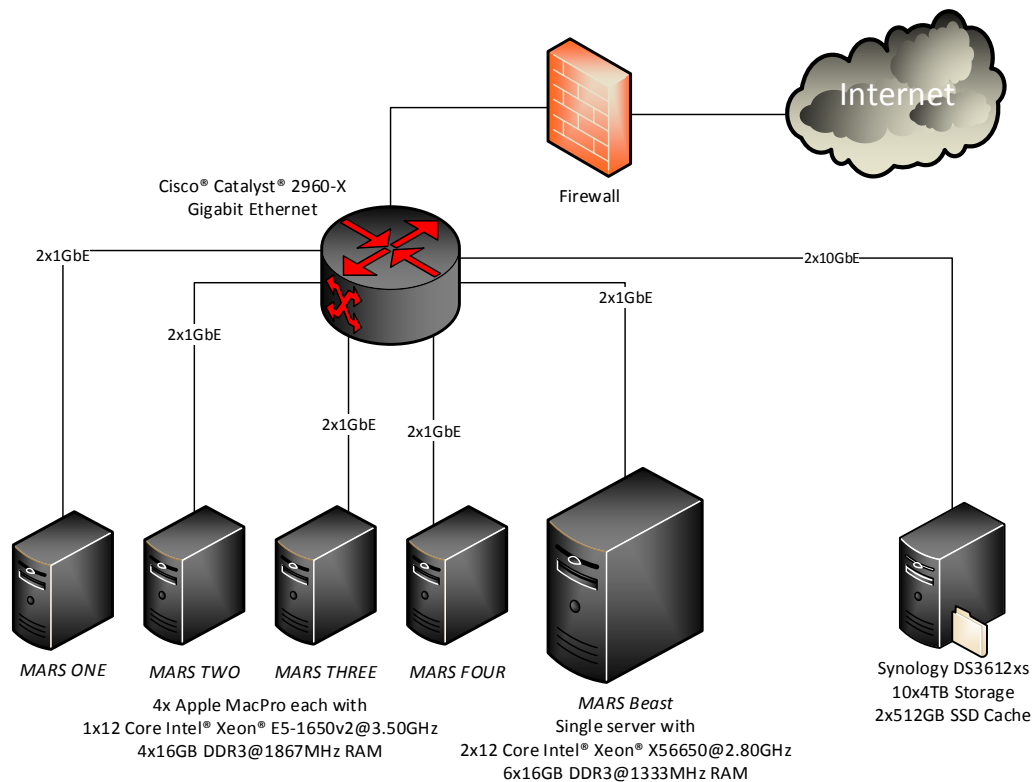 Internet
Firewall
Cisco® Catalyst® 2960-X
Gigabit Ethernet
2x1GbE
2x10GbE
2x1GbE
2x1GbE
2x1GbE
2x1GbE
MARS ONE
MARS TWO
MARS THREE
MARS FOUR
4x Apple MacPro each with
1x12 Core Intel® Xeon® E5-1650v2@3.50GHz
4x16GB DDR3@1867MHz RAM
MARS Beast
Single server with
2x12 Core Intel® Xeon® X56650@2.80GHz
6x16GB DDR3@1333MHz RAM
Synology DS3612xs
10x4TB Storage
2x512GB SSD Cache